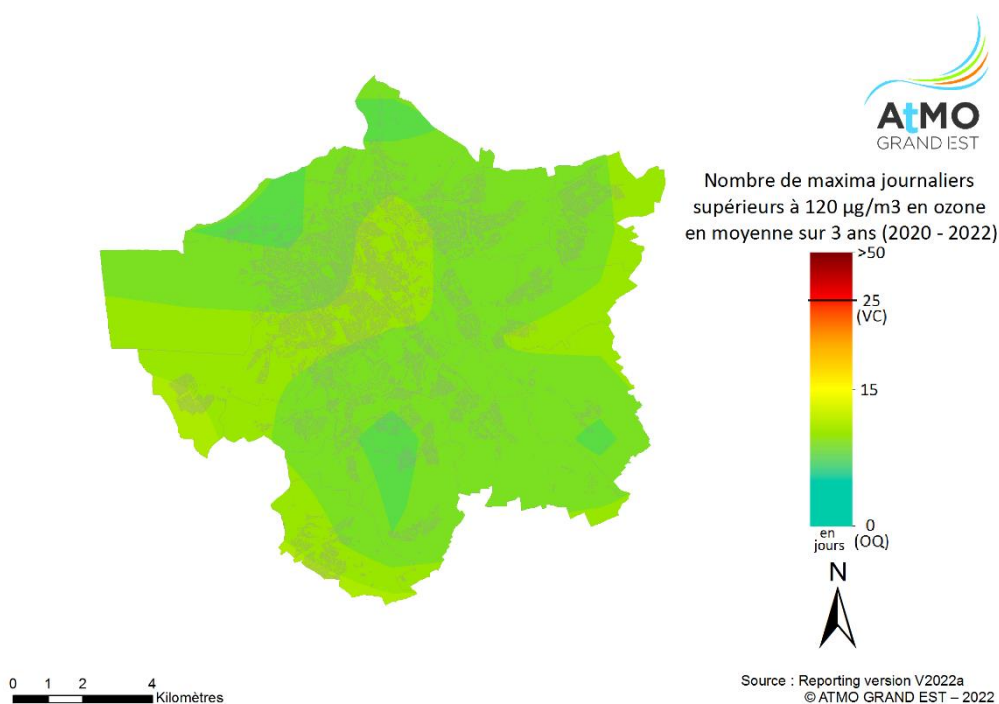 AtMO
GRAND EST
Nombre de maxima journaliers
supérieurs à 120 µg/m3 en ozone
en moyenne sur 3 ans (2020 - 2022)
>50
25
(VC)
15
0
en
jours
(OQ)
N
0 1 2 4
Kilomètres
Source : Reporting version V2022a
© ATMO GRAND EST – 2022